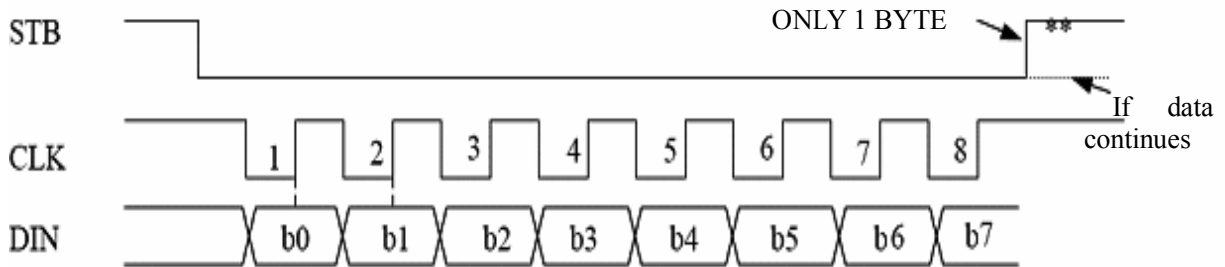 ONLY 1 BYTE
STB
**
If data
continues
CLK
1 2 3 4 5 6 7 8
DIN
b0 b1 b2 b3 b4 b5 b6 b7